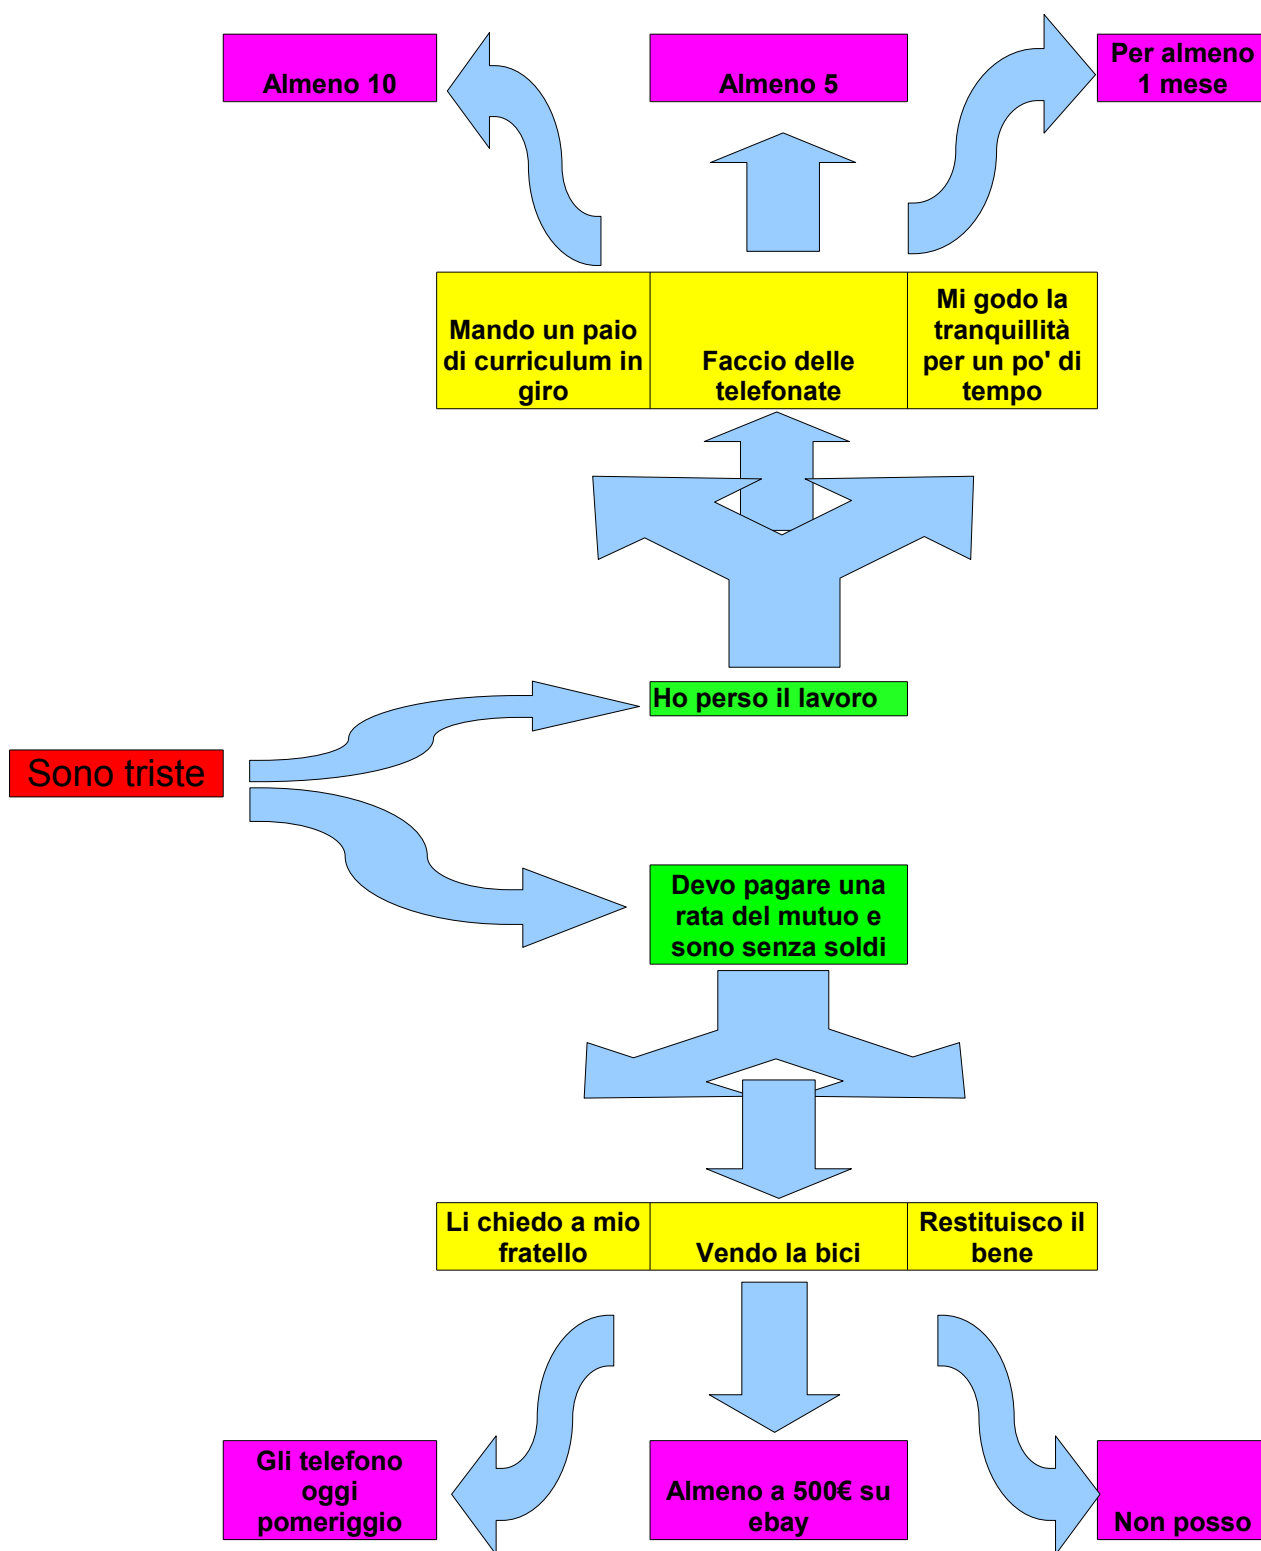 Almeno 10
Almeno 5
Per almeno
1 mese
Mando un paio
di curriculum in
giro
Faccio delle
telefonate
Mi godo la
tranquillità
per un po' di
tempo
Ho perso il lavoro
Sono triste
Devo pagare una
rata del mutuo e
sono senza soldi
Li chiedo a mio
fratello
Vendo la bici
Restituisco il
bene
Gli telefono
oggi
pomeriggio
Almeno a 500€ su
ebay
Non posso